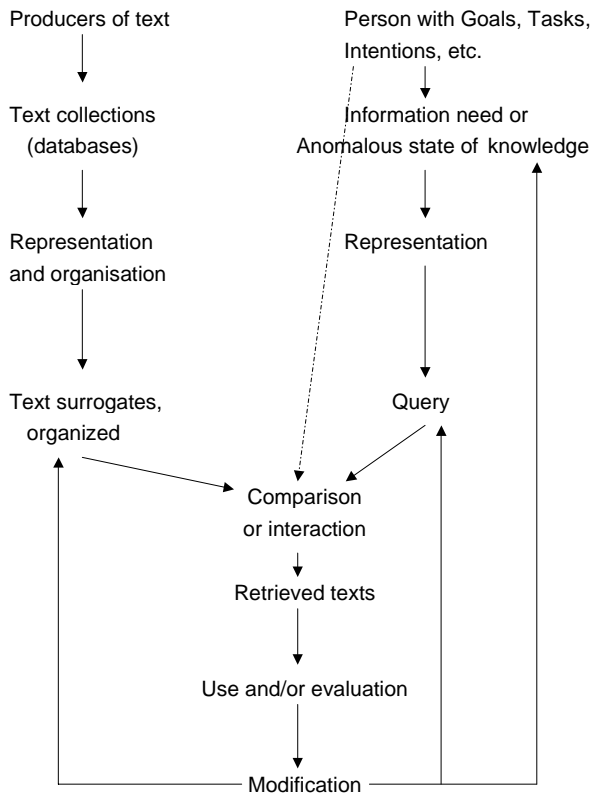 Producers of text
Person with Goals, Tasks,
Intentions, etc.
Text collections
(databases)
Information need or
Anomalous state of knowledge
Representation
and organisation
Representation
Text surrogates,
organized
Query
Comparison
or interaction
Retrieved texts
Use and/or evaluation
Modification